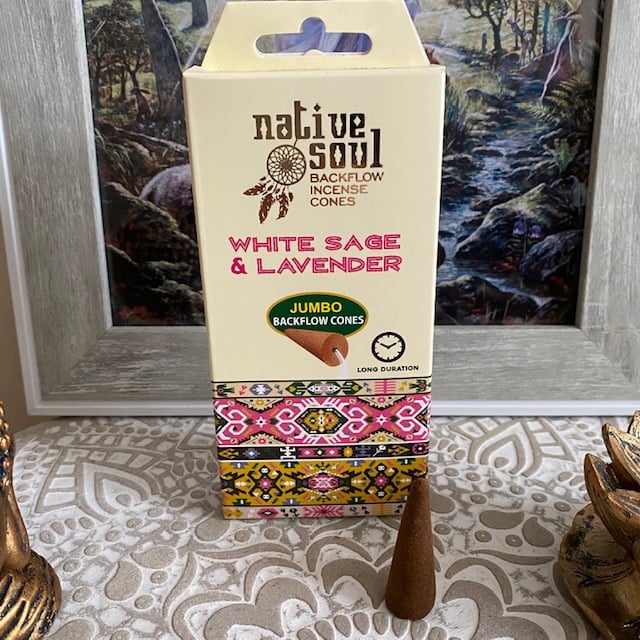 native
soul
BACKFLOW
INCENSE
CONES
WHITE SAGE
& LAVENDER
JUMBO
BACKFLOW CONES
LONG DURATION